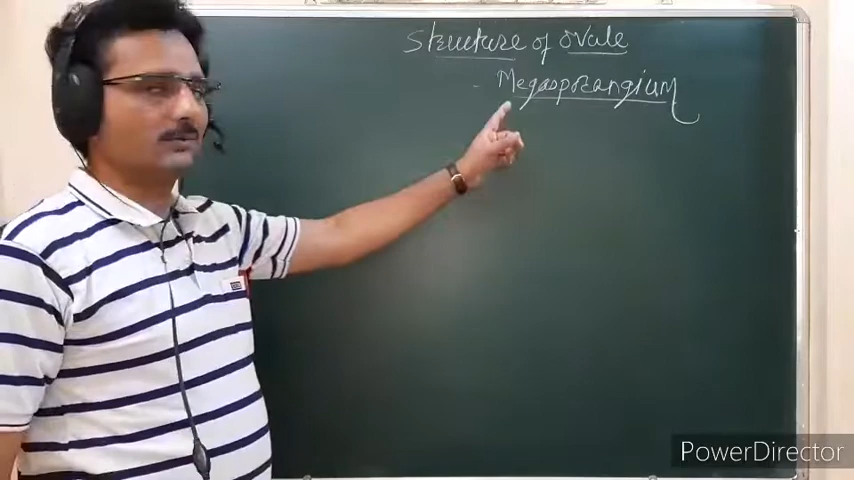 Structure of Ovule
- Megasporangium
PowerDirector